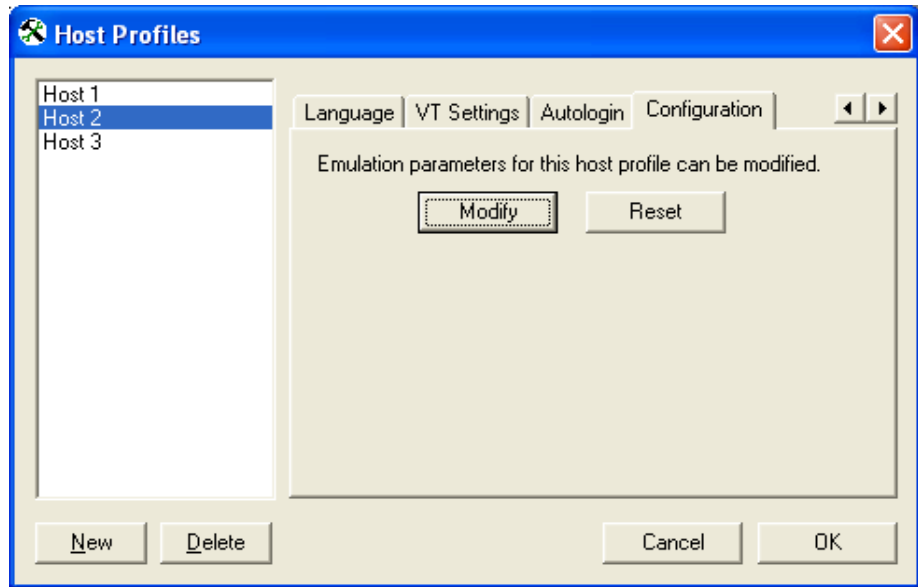 Host Profiles
Host 1
Host 2
Host 3
Language VT Settings Autologin Configuration
Emulation parameters for this host profile can be modified.
Modify Reset
New Delete Cancel OK